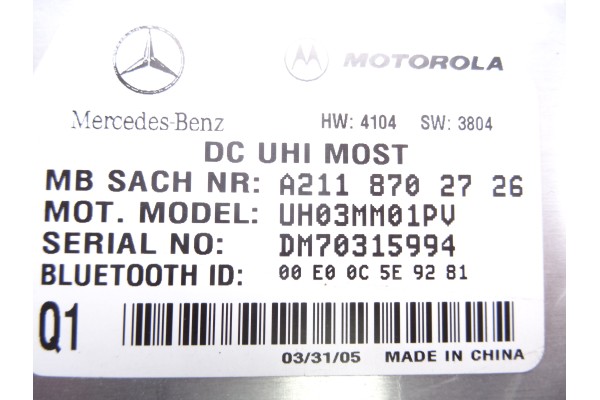 MOTOROLA
Mercedes-Benz
HW: 4104 SW: 3804
DC UHI MOST
MB SACH NR: A211 870 27 26
MOT. MODEL: UH03MM01PV
SERIAL NO: DM70315994
BLUETOOTH ID: 00 E0 0C 5E 92 81
Q1
03/31/05 MADE IN CHINA